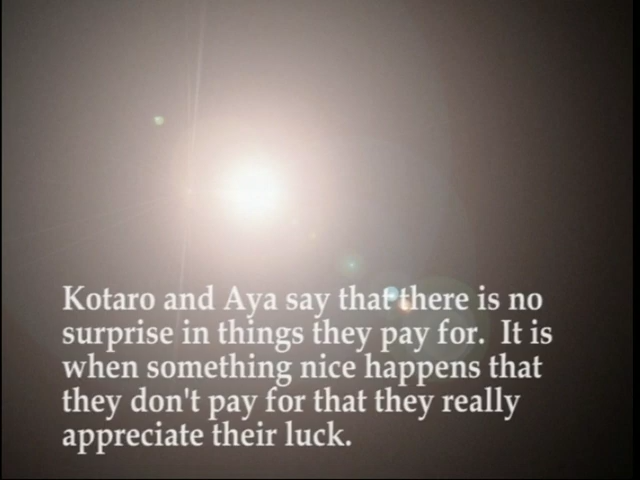 Kotaro and Aya say that there is no
surprise in things they pay for.  It is
when something nice happens that
they don't pay for that they really
appreciate their luck.